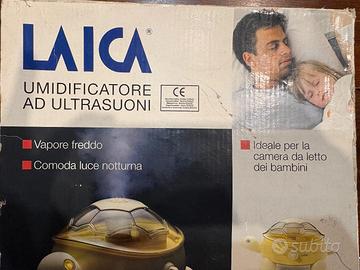 LAICA
UMIDIFICATORE
AD ULTRASUONI
CE
Vapore freddo
Comoda luce notturna
Ideale per la
camera da letto
dei bambini
subito